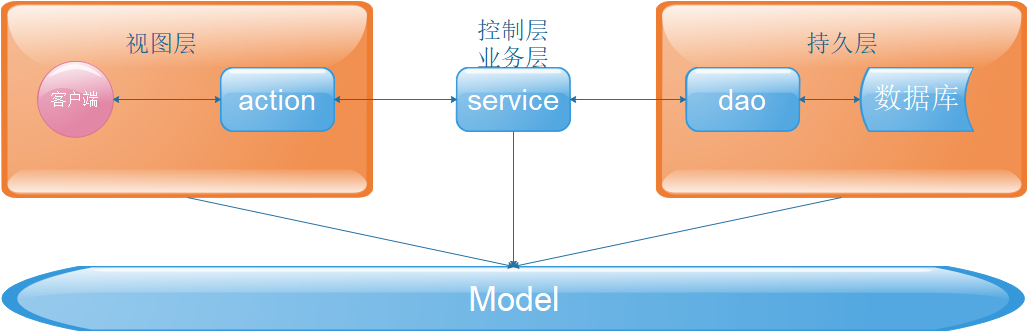 视图层
控制层
业务层
持久层
客户端
action
service
dao
数据库
Model